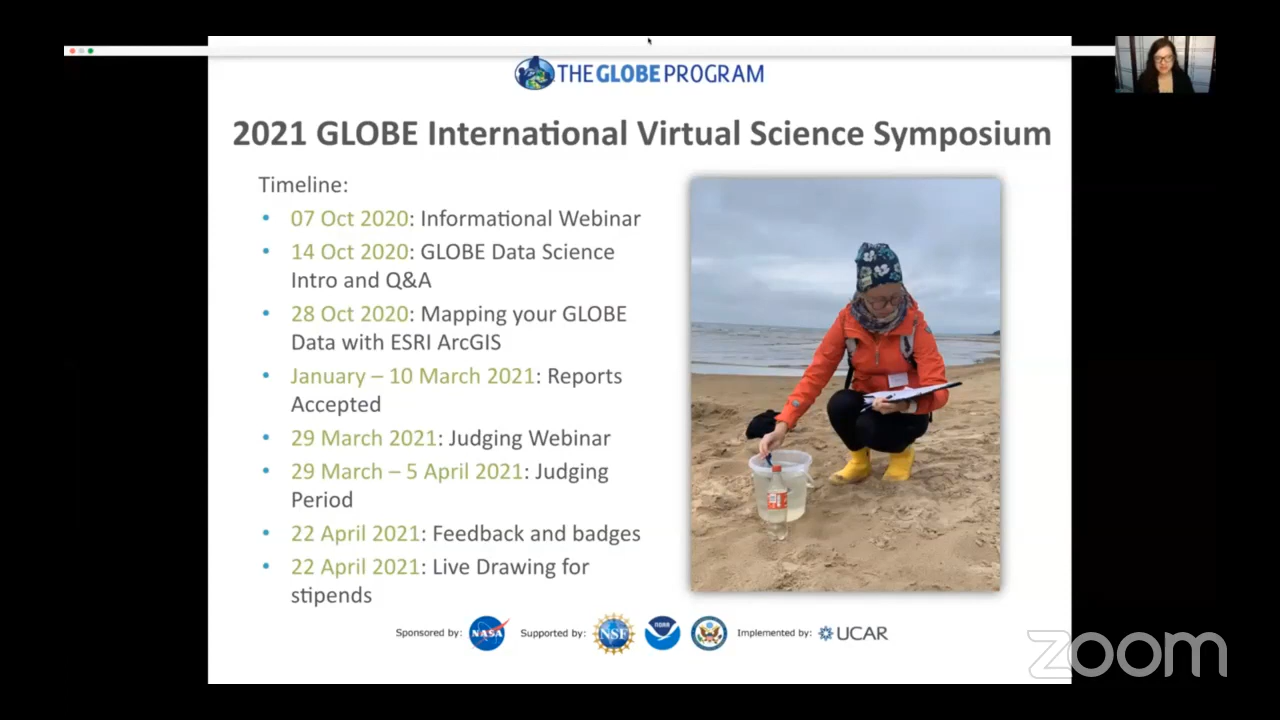 THE GLOBE PROGRAM
2021 GLOBE International Virtual Science Symposium
Timeline:
• 07 Oct 2020: Informational Webinar
• 14 Oct 2020: GLOBE Data Science
Intro and Q&A
• 28 Oct 2020: Mapping your GLOBE
Data with ESRI ArcGIS
• January – 10 March 2021: Reports
Accepted
• 29 March 2021: Judging Webinar
• 29 March – 5 April 2021: Judging
Period
• 22 April 2021: Feedback and badges
• 22 April 2021: Live Drawing for
stipends
Sponsored by: NASA Supported by: NSF NOAA Implemented by: UCAR
zoom